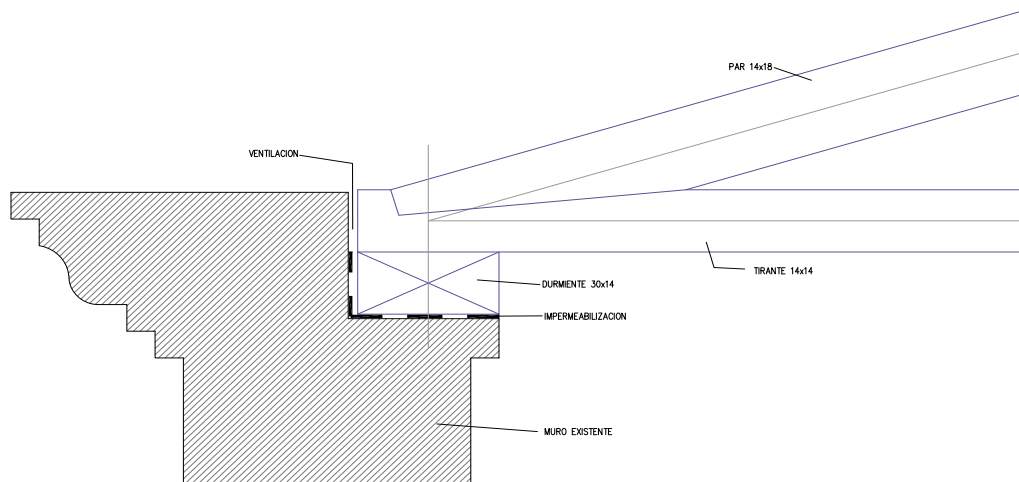 PAR 14x18
VENTILACION
TIRANTE 14x14
DURMIENTE 30x14
IMPERMEABILIZACION
MURO EXISTENTE